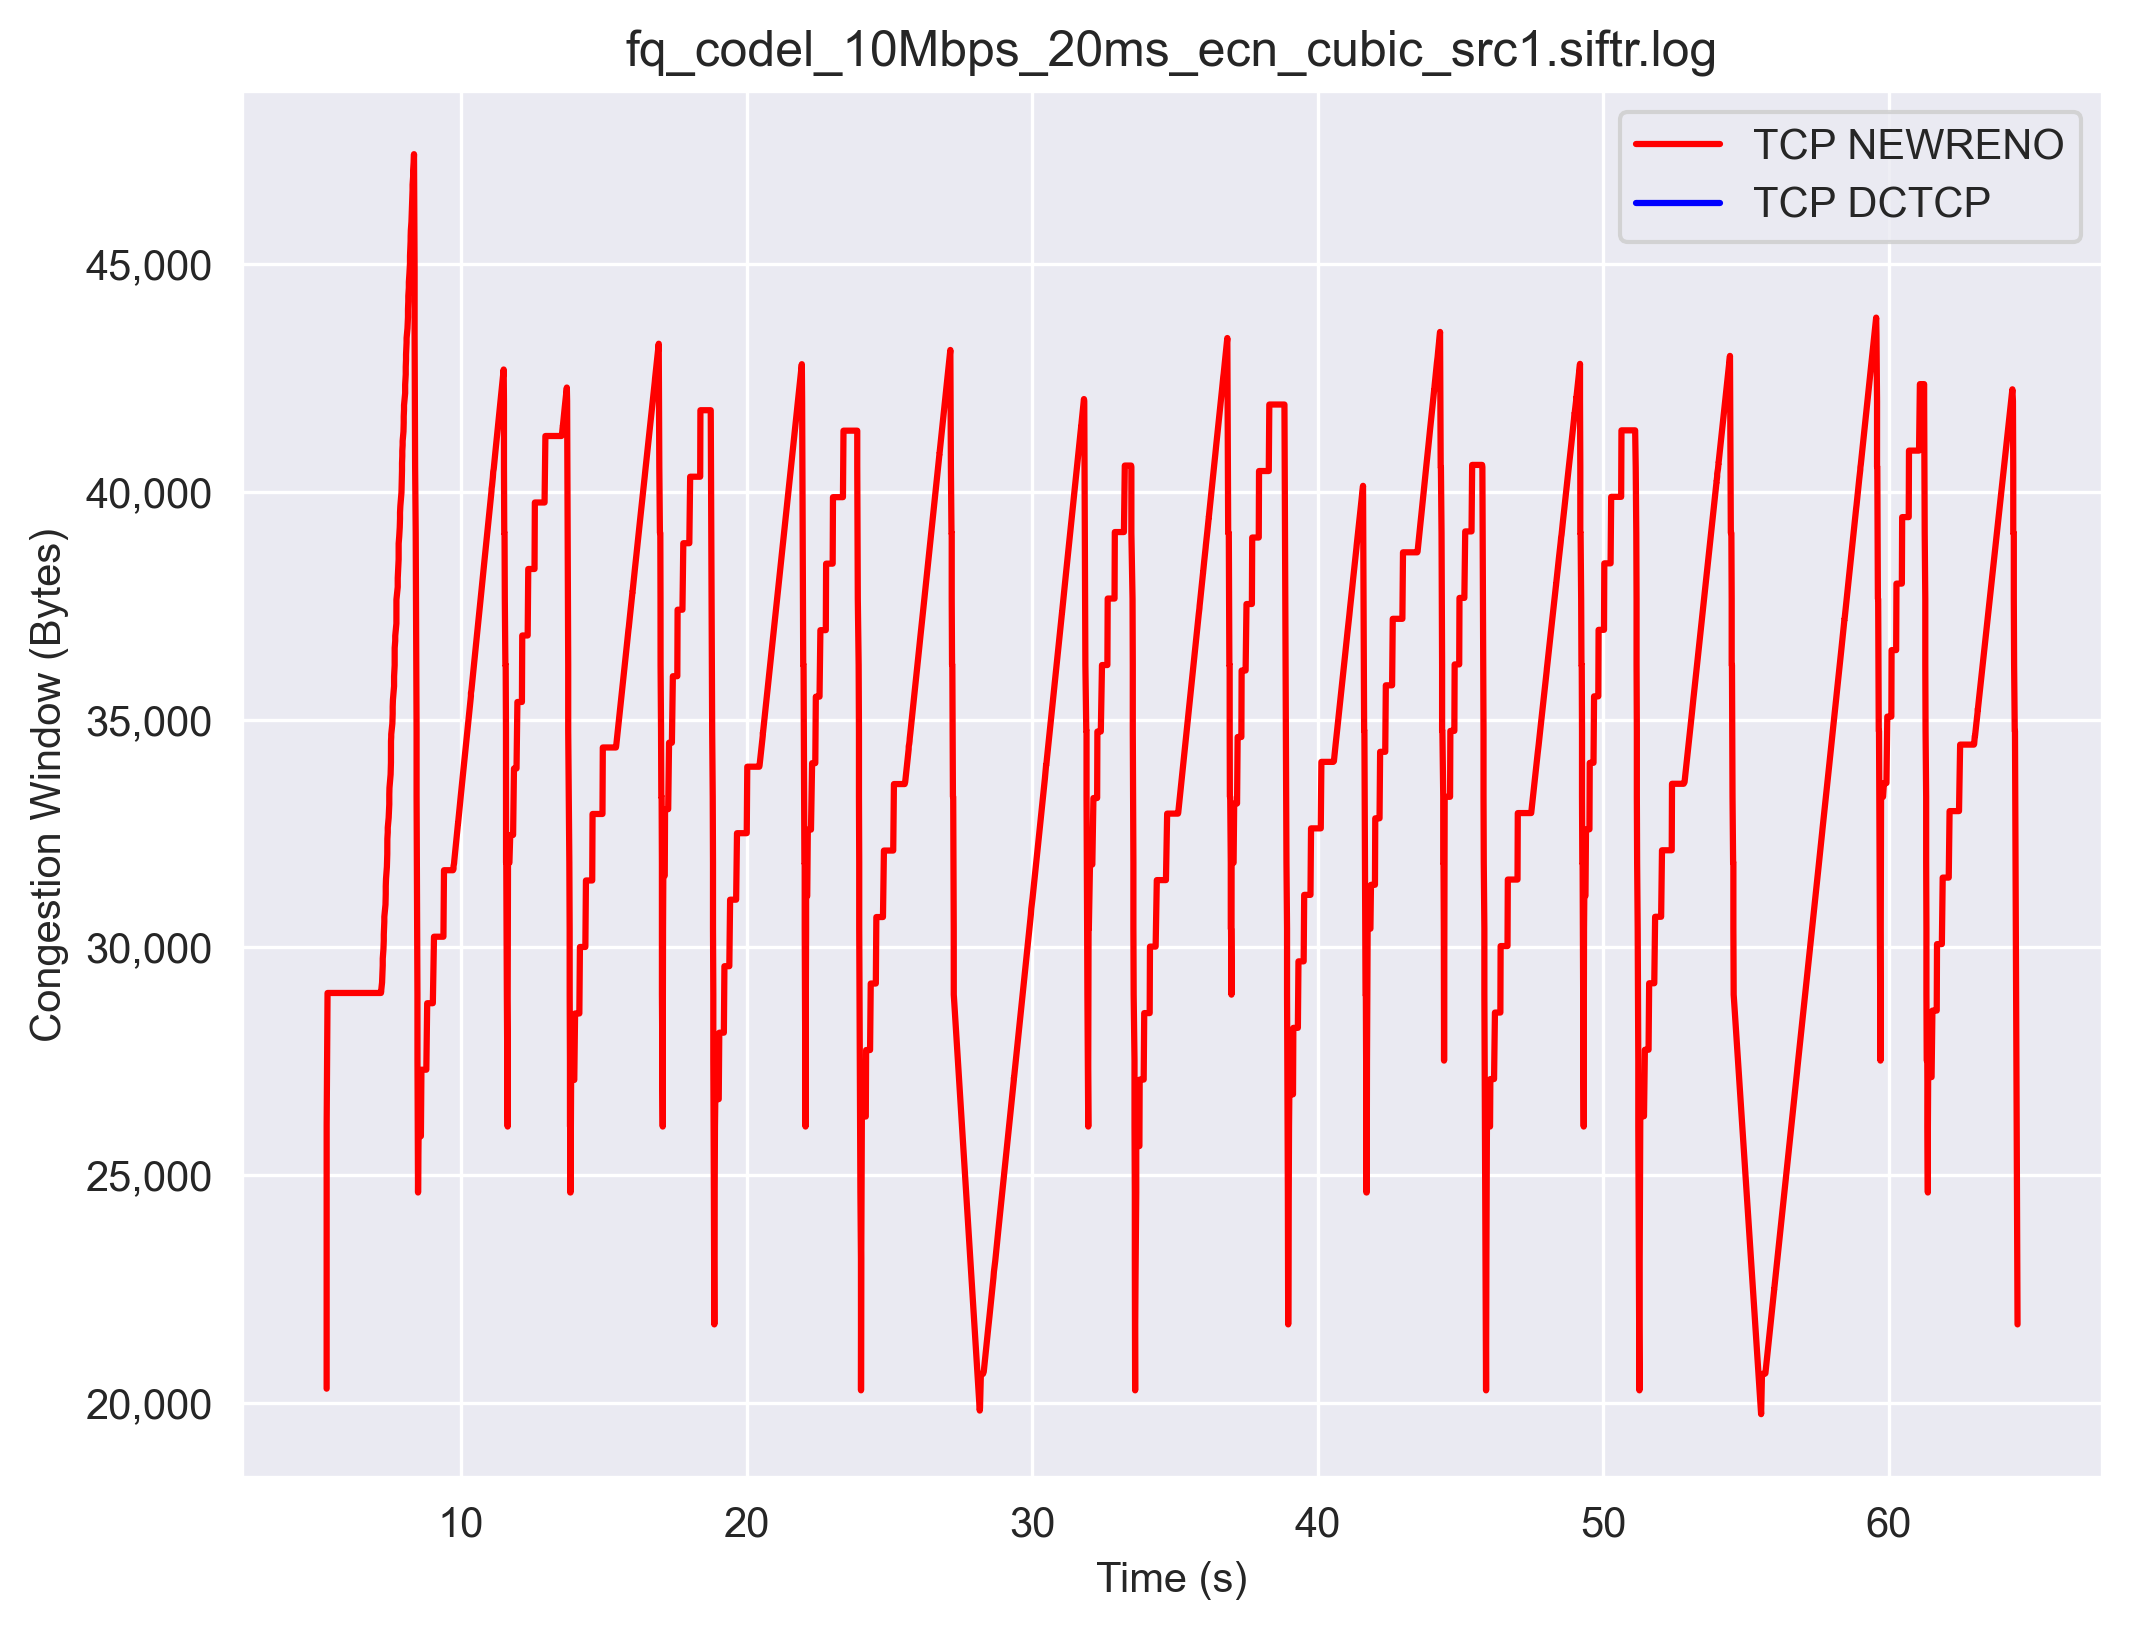 fq_codel_10Mbps_20ms_ecn_cubic_src1.siftr.log
TCP NEWRENO
TCP DCTCP
Congestion Window (Bytes)
45,000
40,000
35,000
30,000
25,000
20,000
10 20 30 40 50 60
Time (s)